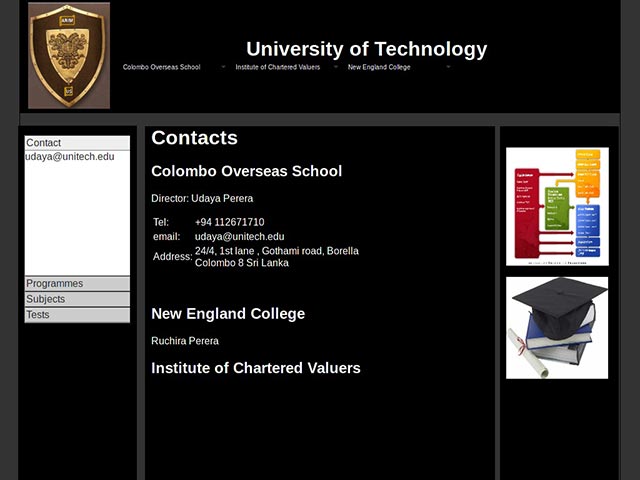 University of Technology
Colombo Overseas School
Institute of Chartered Valuers
New England College
Contact
udaya@unitech.edu
Programmes
Subjects
Tests
Contacts
Colombo Overseas School
Director: Udaya Perera
Tel: +94 112671710
email: udaya@unitech.edu
Address: 24/4, 1st lane , Gothami road, Borella
Colombo 8 Sri Lanka
New England College
Ruchira Perera
Institute of Chartered Valuers